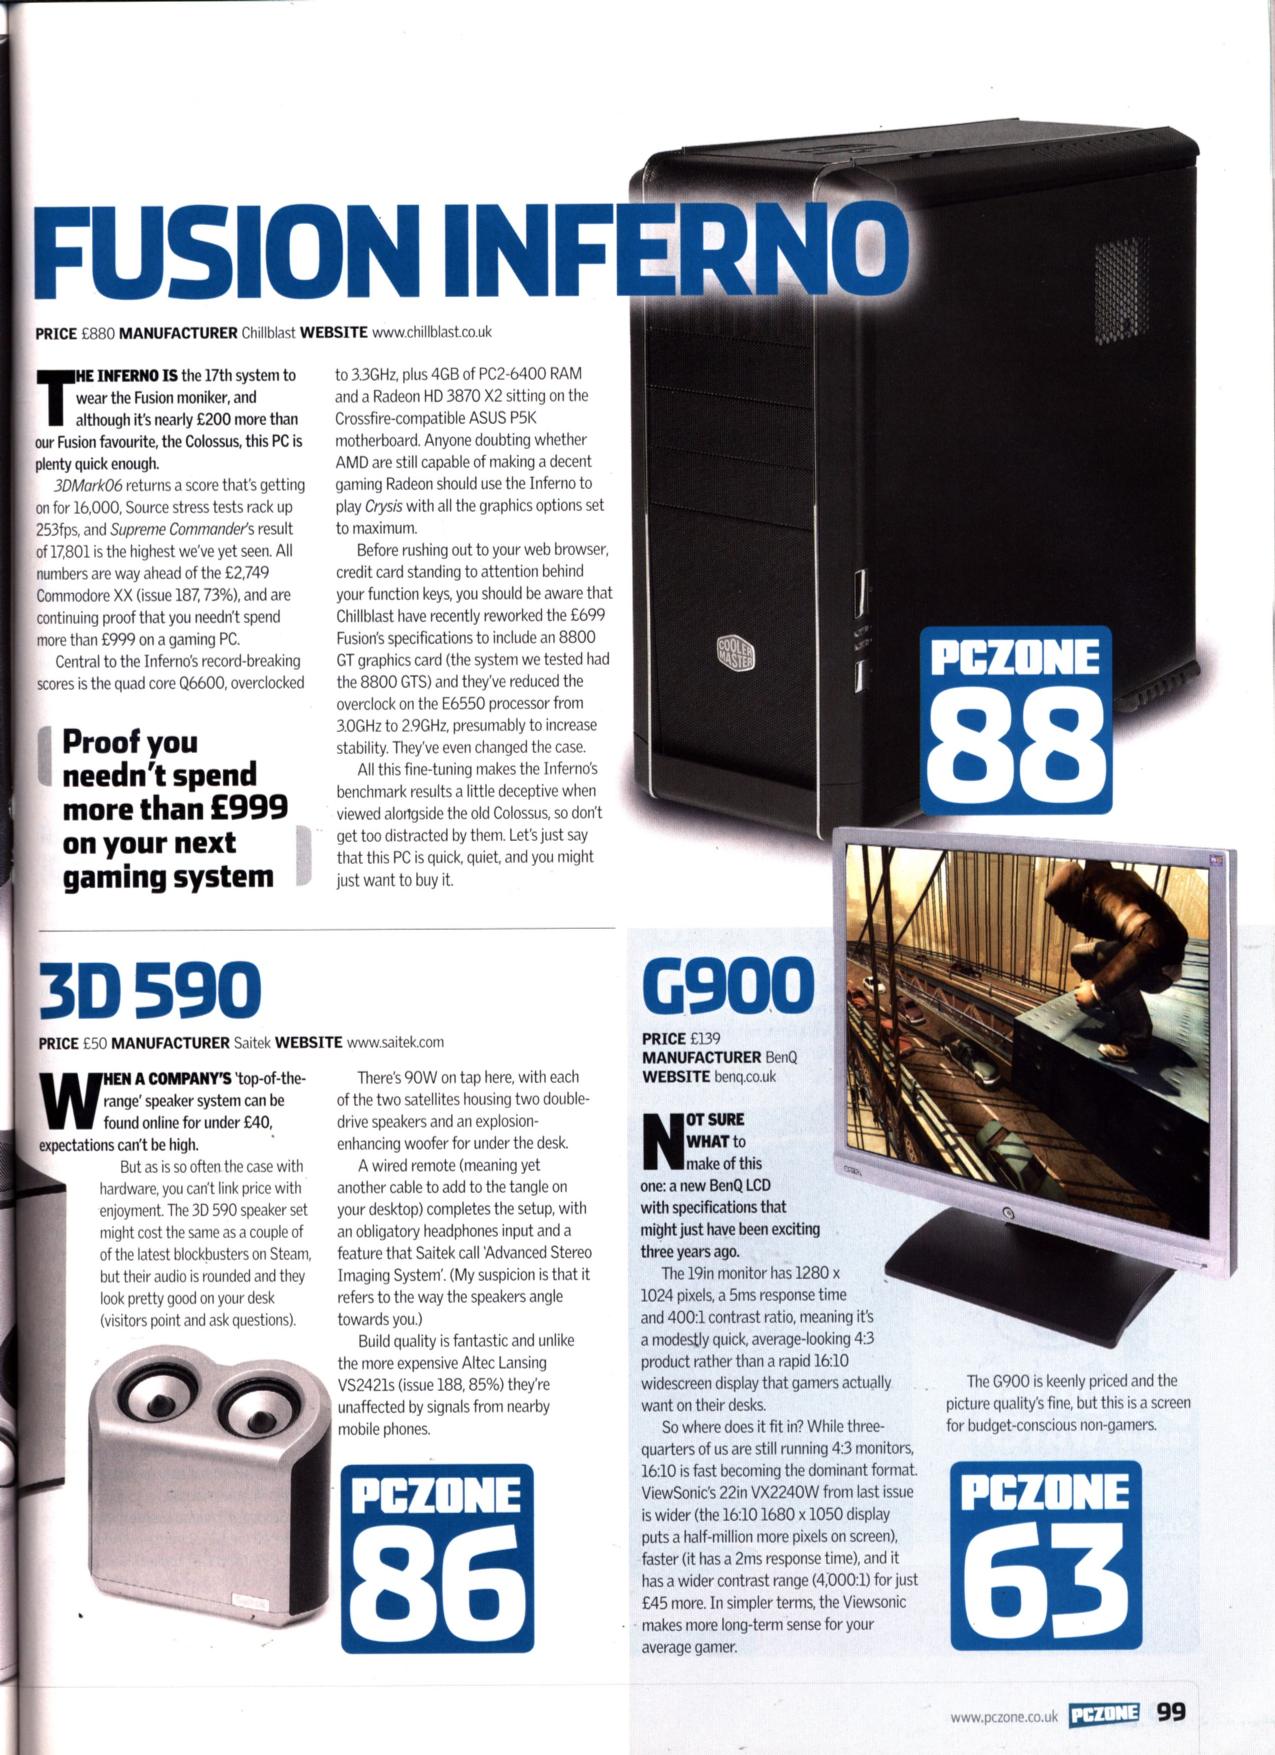 FUSION INFERNO
PRICE £880 MANUFACTURER Chillblast WEBSITE www.chillblast.co.uk
THE INFERNO IS the 17th system to
wear the Fusion moniker, and
although it's nearly £200 more than
our Fusion favourite, the Colossus, this PC is
plenty quick enough.
3DMark06 returns a score that's getting
on for 16,000, Source stress tests rack up
253fps, and Supreme Commander's result
of 17,801 is the highest we've yet seen. All
numbers are way ahead of the £2,749
Commodore XX (issue 187, 73%), and are
continuing proof that you needn't spend
more than £999 on a gaming PC.
Central to the Inferno's record-breaking
scores is the quad core Q6600, overclocked
Proof you
needn't spend
more than £999
on your next
gaming system
to 3.3GHz, plus 4GB of PC2-6400 RAM
and a Radeon HD 3870 X2 sitting on the
Crossfire-compatible ASUS P5K
motherboard. Anyone doubting whether
AMD are still capable of making a decent
gaming Radeon should use the Inferno to
play Crysis with all the graphics options set
to maximum.
Before rushing out to your web browser,
credit card standing to attention behind
your function keys, you should be aware that
Chillblast have recently reworked the £699
Fusion's specifications to include an 8800
GT graphics card (the system we tested had
the 8800 GTS) and they've reduced the
overclock on the E6550 processor from
3.0GHz to 2.9GHz, presumably to increase
stability. They've even changed the case.
All this fine-tuning makes the Inferno's
benchmark results a little deceptive when
viewed alongside the old Colossus, so don't
get too distracted by them. Let's just say
that this PC is quick, quiet, and you might
just want to buy it.
COOLER
MASTER
PCZONE
88
3D 590
PRICE £50 MANUFACTURER Saitek WEBSITE www.saitek.com
WHEN A COMPANY'S 'top-of-the-
range' speaker system can be
found online for under £40,
expectations can't be high.
But as is so often the case with
hardware, you can't link price with
enjoyment. The 3D 590 speaker set
might cost the same as a couple of
of the latest blockbusters on Steam,
but their audio is rounded and they
look pretty good on your desk
(visitors point and ask questions).
There's 90W on tap here, with each
of the two satellites housing two double-
drive speakers and an explosion-
enhancing woofer for under the desk.
A wired remote (meaning yet
another cable to add to the tangle on
your desktop) completes the setup, with
an obligatory headphones input and a
feature that Saitek call 'Advanced Stereo
Imaging System'. (My suspicion is that it
refers to the way the speakers angle
towards you.)
Build quality is fantastic and unlike
the more expensive Altec Lansing
VS2421s (issue 188, 85%) they're
unaffected by signals from nearby
mobile phones.
PCZONE
86
G900
PRICE £139
MANUFACTURER BenQ
WEBSITE benq.co.uk
NOT SURE
WHAT to
make of this
one: a new BenQ LCD
with specifications that
might just have been exciting
three years ago.
The 19in monitor has 1280 x
1024 pixels, a 5ms response time
and 400:1 contrast ratio, meaning it's
a modestly quick, average-looking 4:3
product rather than a rapid 16:10
widescreen display that gamers actually
want on their desks.
So where does it fit in? While three-
quarters of us are still running 4:3 monitors,
16:10 is fast becoming the dominant format.
ViewSonic's 22in VX2240W from last issue
is wider (the 16:10 1680 x 1050 display
puts a half-million more pixels on screen),
faster (it has a 2ms response time), and it
has a wider contrast range (4,000:1) for just
£45 more. In simpler terms, the Viewsonic
makes more long-term sense for your
average gamer.
The G900 is keenly priced and the
picture quality's fine, but this is a screen
for budget-conscious non-gamers.
PCZONE
63
www.pczone.co.uk PCZONE 99